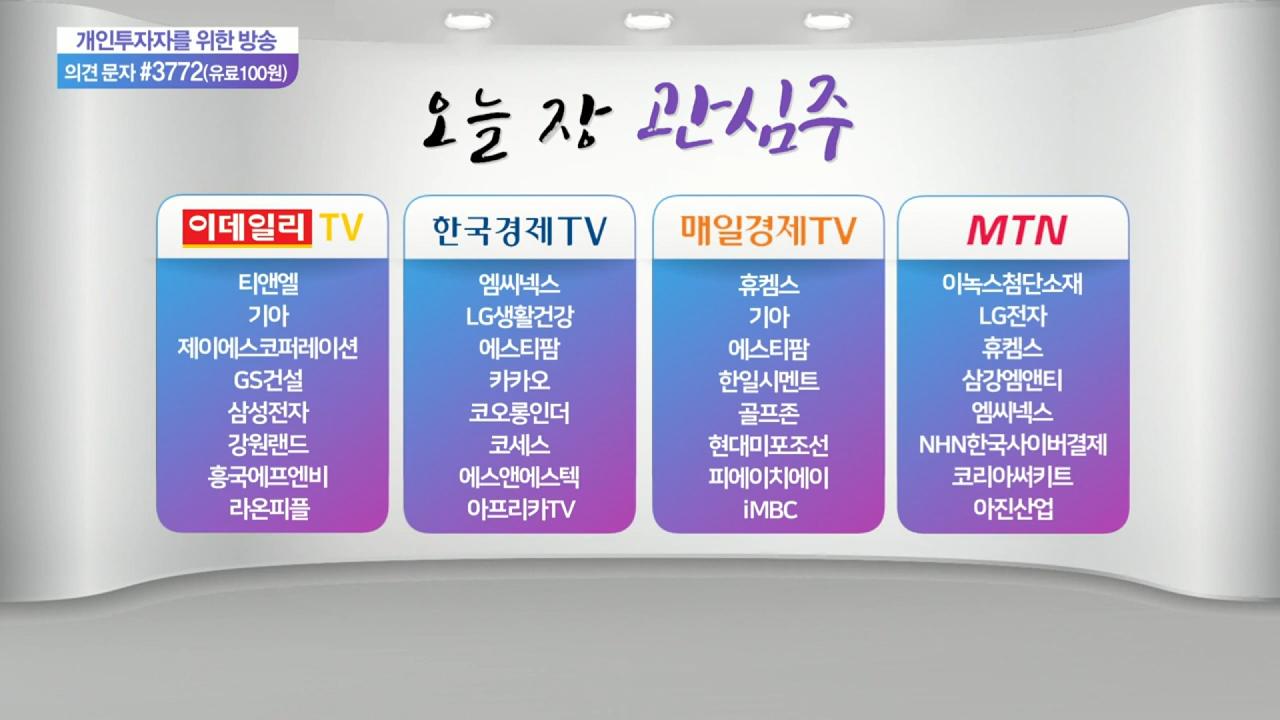 개인투자자를 위한 방송
의견 문자 #3772(유료100원)
오늘 장 관심주
이데일리 TV
티앤엘
기아
제이에스코퍼레이션
GS건설
삼성전자
강원랜드
흥국에프엔비
라온피플
한국경제TV
엠씨넥스
LG생활건강
에스티팜
카카오
코오롱인더
코세스
에스앤에스텍
아프리카TV
매일경제TV
휴켐스
기아
에스티팜
한일시멘트
골프존
현대미포조선
피에이치에이
iMBC
MTN
이녹스첨단소재
LG전자
휴켐스
삼강엠앤티
엠씨넥스
NHN한국사이버결제
코리아써키트
아진산업